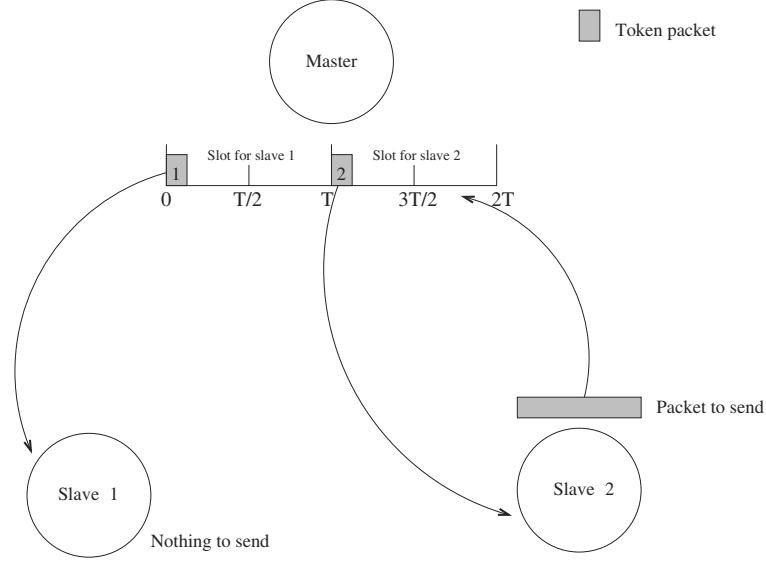 Token packet
Master
Slot for slave 1
Slot for slave 2
1
2
0
T/2
T
3T/2
2T
Packet to send
Slave 1
Slave 2
Nothing to send